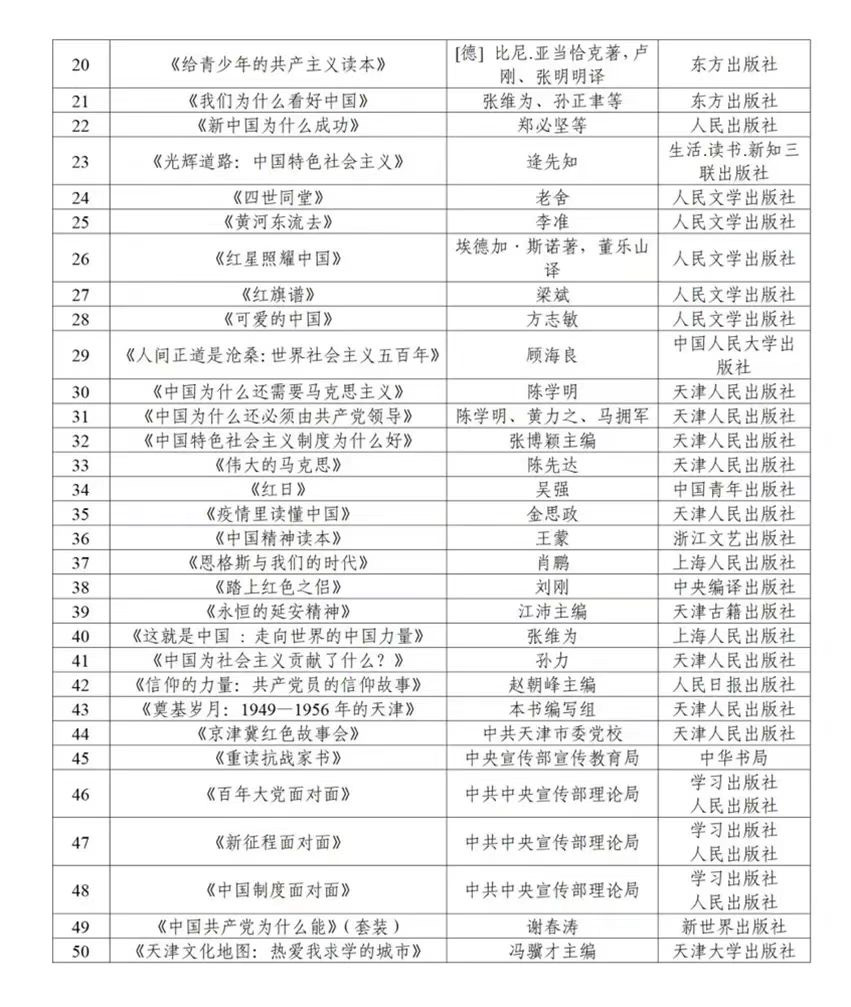 20 《给青少年的共产主义读本》 [德] 比尼.亚当恰克著,卢刚、张明明译 东方出版社
21 《我们为什么看好中国》 张维为、孙正聿等 东方出版社
22 《新中国为什么成功》 郑必坚等 人民出版社
23 《光辉道路：中国特色社会主义》 逄先知 生活.读书.新知三联出版社
24 《四世同堂》 老舍 人民文学出版社
25 《黄河东流去》 李准 人民文学出版社
26 《红星照耀中国》 埃德加·斯诺著，董乐山译 人民文学出版社
27 《红旗谱》 梁斌 人民文学出版社
28 《可爱的中国》 方志敏 人民文学出版社
29 《人间正道是沧桑:世界社会主义五百年》 顾海良 中国人民大学出版社
30 《中国为什么还需要马克思主义》 陈学明 天津人民出版社
31 《中国为什么还必须由共产党领导》 陈学明、黄力之、马拥军 天津人民出版社
32 《中国特色社会主义制度为什么好》 张博颖主编 天津人民出版社
33 《伟大的马克思》 陈先达 天津人民出版社
34 《红日》 吴强 中国青年出版社
35 《疫情里读懂中国》 金思政 天津人民出版社
36 《中国精神读本》 王蒙 浙江文艺出版社
37 《恩格斯与我们的时代》 肖鹏 上海人民出版社
38 《踏上红色之侣》 刘刚 中央编译出版社
39 《永恒的延安精神》 江沛主编 天津古籍出版社
40 《这就是中国 ：走向世界的中国力量》 张维为 上海人民出版社
41 《中国为社会主义贡献了什么？》 孙力 天津人民出版社
42 《信仰的力量：共产党员的信仰故事》 赵朝峰主编 人民日报出版社
43 《奠基岁月：1949—1956 年的天津》 本书编写组 天津人民出版社
44 《京津冀红色故事会》 中共天津市委党校 天津人民出版社
45 《重读抗战家书》 中央宣传部宣传教育局 中华书局
46 《百年大党面对面》 中共中央宣传部理论局 学习出版社 人民出版社
47 《新征程面对面》 中共中央宣传部理论局 学习出版社 人民出版社
48 《中国制度面对面》 中共中央宣传部理论局 学习出版社 人民出版社
49 《中国共产党为什么能》（套装） 谢春涛 新世界出版社
50 《天津文化地图：热爱我求学的城市》 冯骥才主编 天津大学出版社